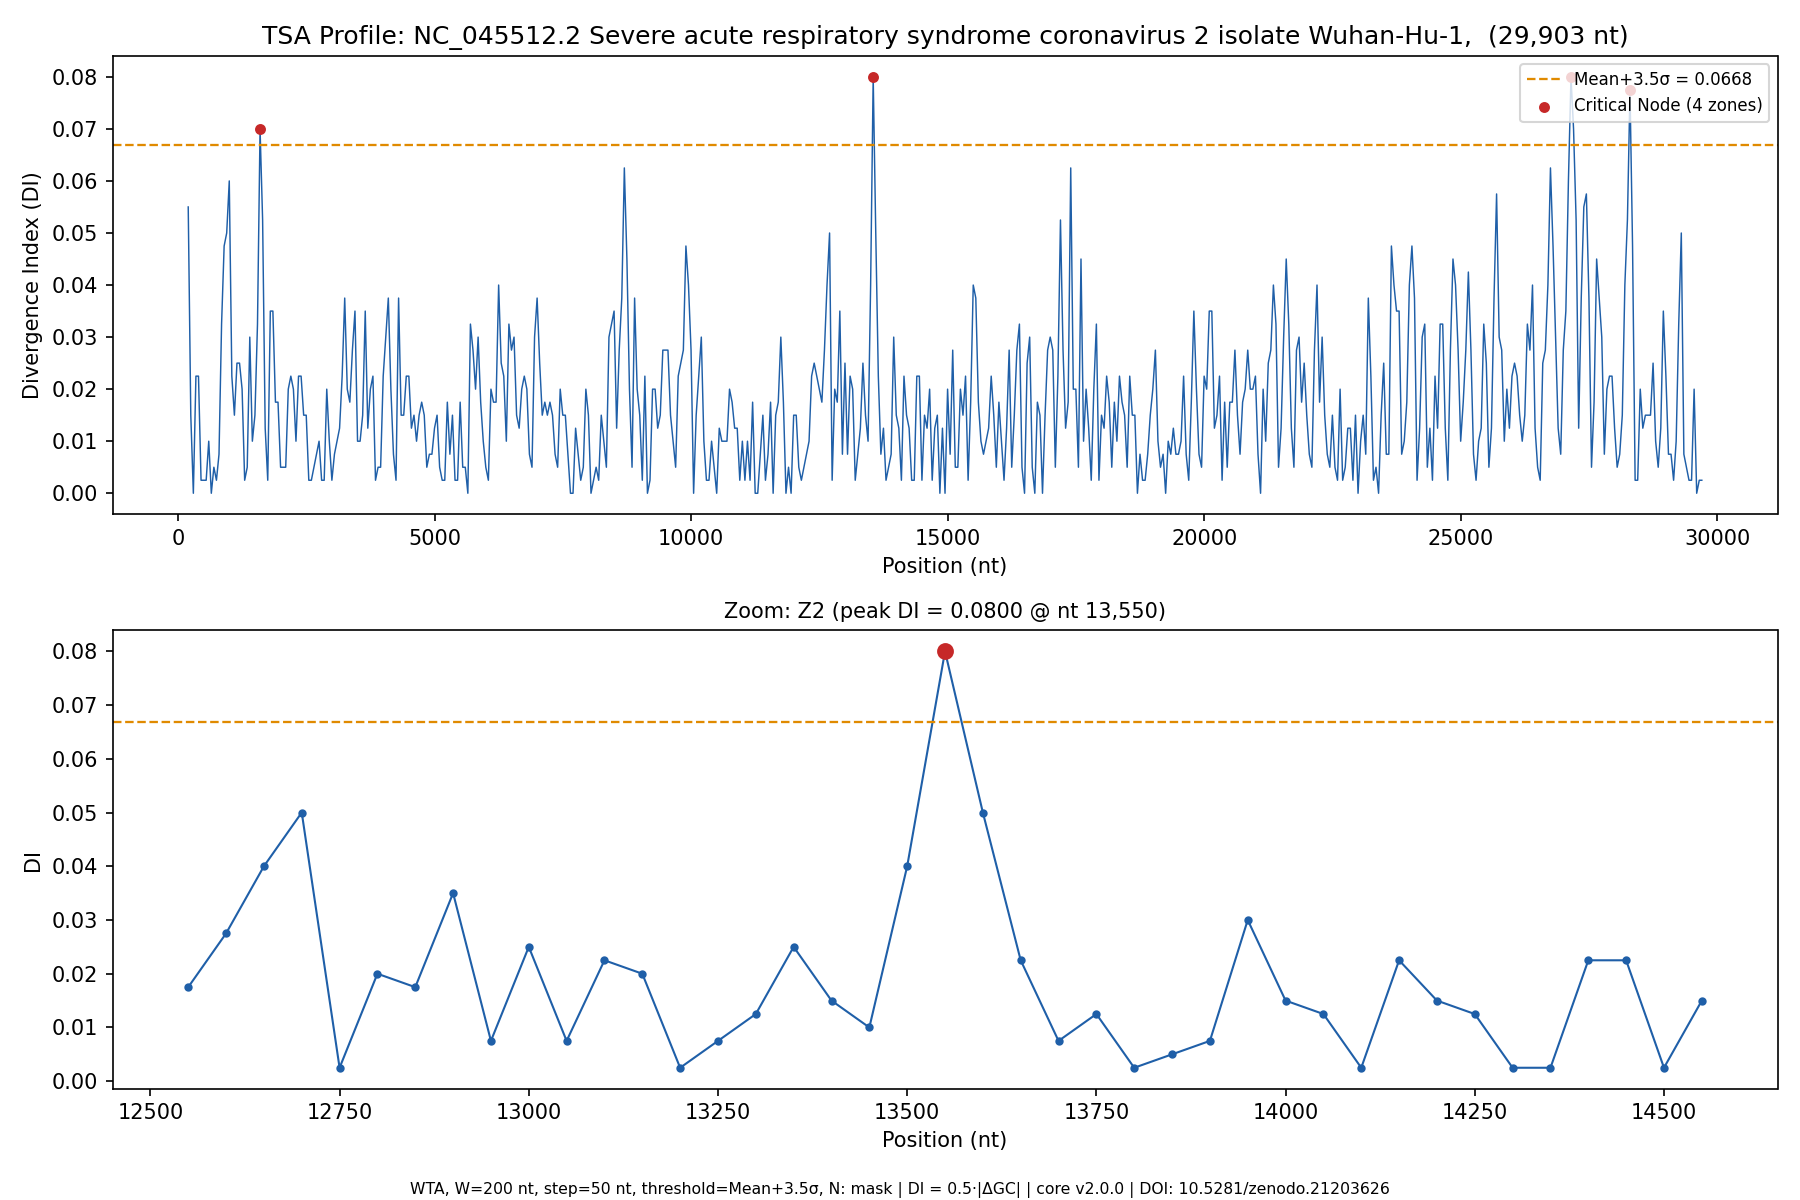 TSA Profile: NC_045512.2 Severe acute respiratory syndrome coronavirus 2 isolate Wuhan-Hu-1,  (29,903 nt)
Divergence Index (DI)
0.08
0.07
0.06
0.05
0.04
0.03
0.02
0.01
0.00
Mean+3.5σ = 0.0668
Critical Node (4 zones)
0 5000 10000 15000 20000 25000 30000
Position (nt)
Zoom: Z2 (peak DI = 0.0800 @ nt 13,550)
DI
0.08
0.07
0.06
0.05
0.04
0.03
0.02
0.01
0.00
12500 12750 13000 13250 13500 13750 14000 14250 14500
Position (nt)
WTA, W=200 nt, step=50 nt, threshold=Mean+3.5σ, N: mask | DI = 0.5·|ΔGC| | core v2.0.0 | DOI: 10.5281/zenodo.21203626